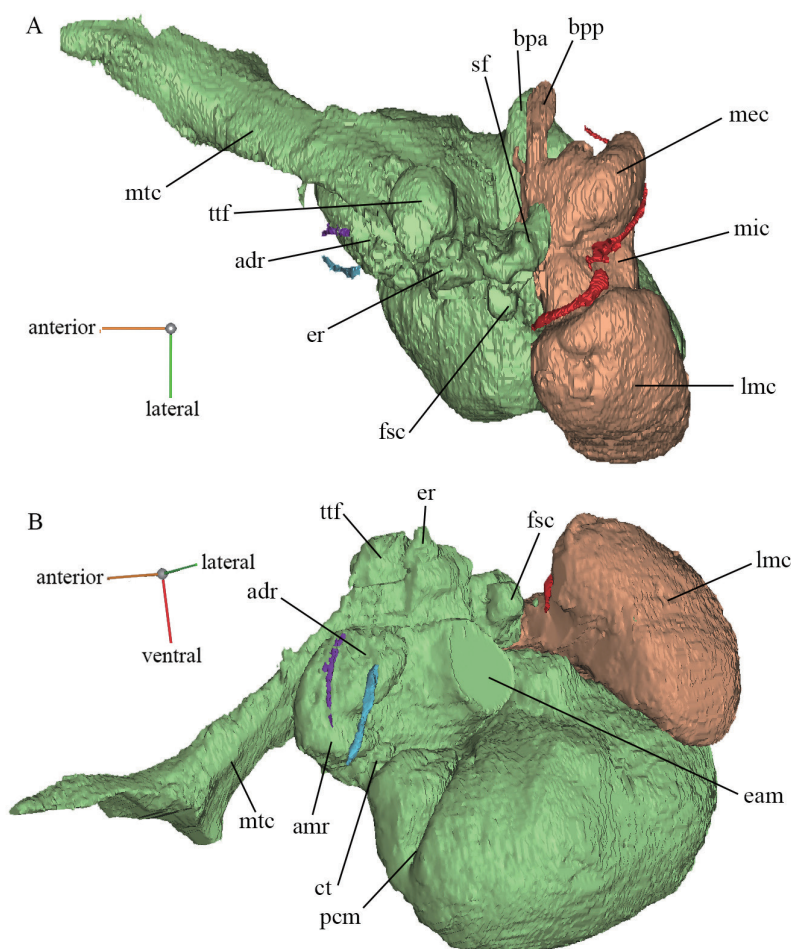 A
bpp
bpa
sf
mec
mtc
ttf
mic
adr
er
anterior
lateral
lmc
fsc
B
er
ttf
fsc
lateral
lmc
anterior
adr
ventral
mtc
eam
amr
ct
pcm